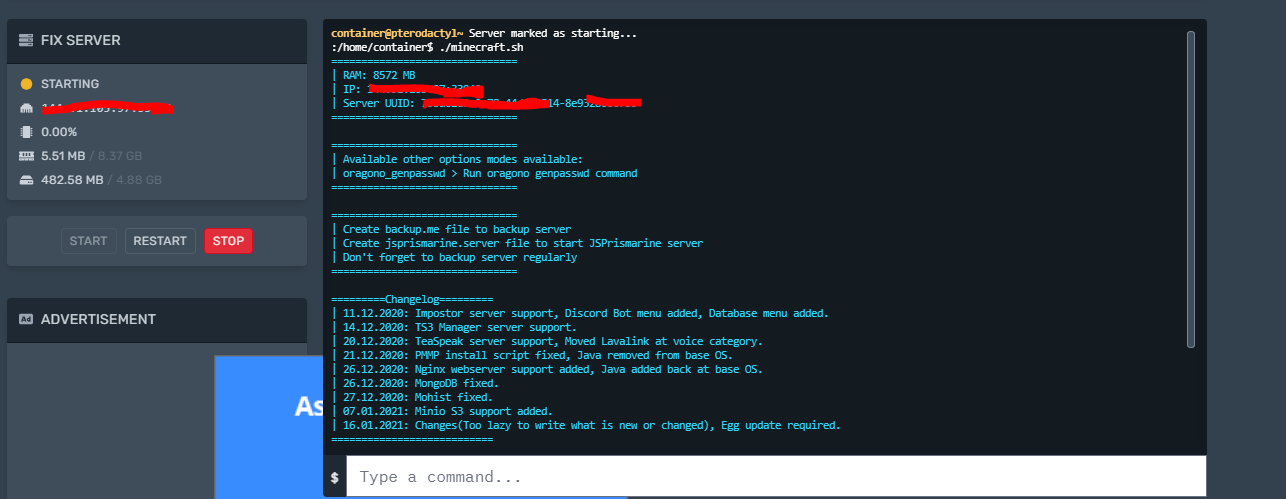 FIX SERVER
STARTING
0.00%
5.51 MB / 8.37 GB
482.58 MB / 4.88 GB
START RESTART STOP
ADVERTISEMENT
As
container@pterodactyl~ Server marked as starting...
:/home/container$ ./minecraft.sh
===============================
| RAM: 8572 MB
| IP:
| Server UUID:
===============================
===============================
| Available other options modes available:
| oragono_genpasswd > Run oragono genpasswd command
===============================
===============================
| Create backup.me file to backup server
| Create jsprismarine.server file to start JSPrismarine server
| Don't forget to backup server regularly
===============================
=========Changelog=========
| 11.12.2020: Impostor server support, Discord Bot menu added, Database menu added.
| 14.12.2020: TS3 Manager server support.
| 20.12.2020: TeaSpeak server support, Moved Lavalink at voice category.
| 21.12.2020: PMMP install script fixed, Java removed from base OS.
| 26.12.2020: Nginx webserver support added, Java added back at base OS.
| 26.12.2020: MongoDB fixed.
| 27.12.2020: Mohist fixed.
| 07.01.2021: Minio S3 support added.
| 16.01.2021: Changes(Too lazy to write what is new or changed), Egg update required.
===========================
$ Type a command...